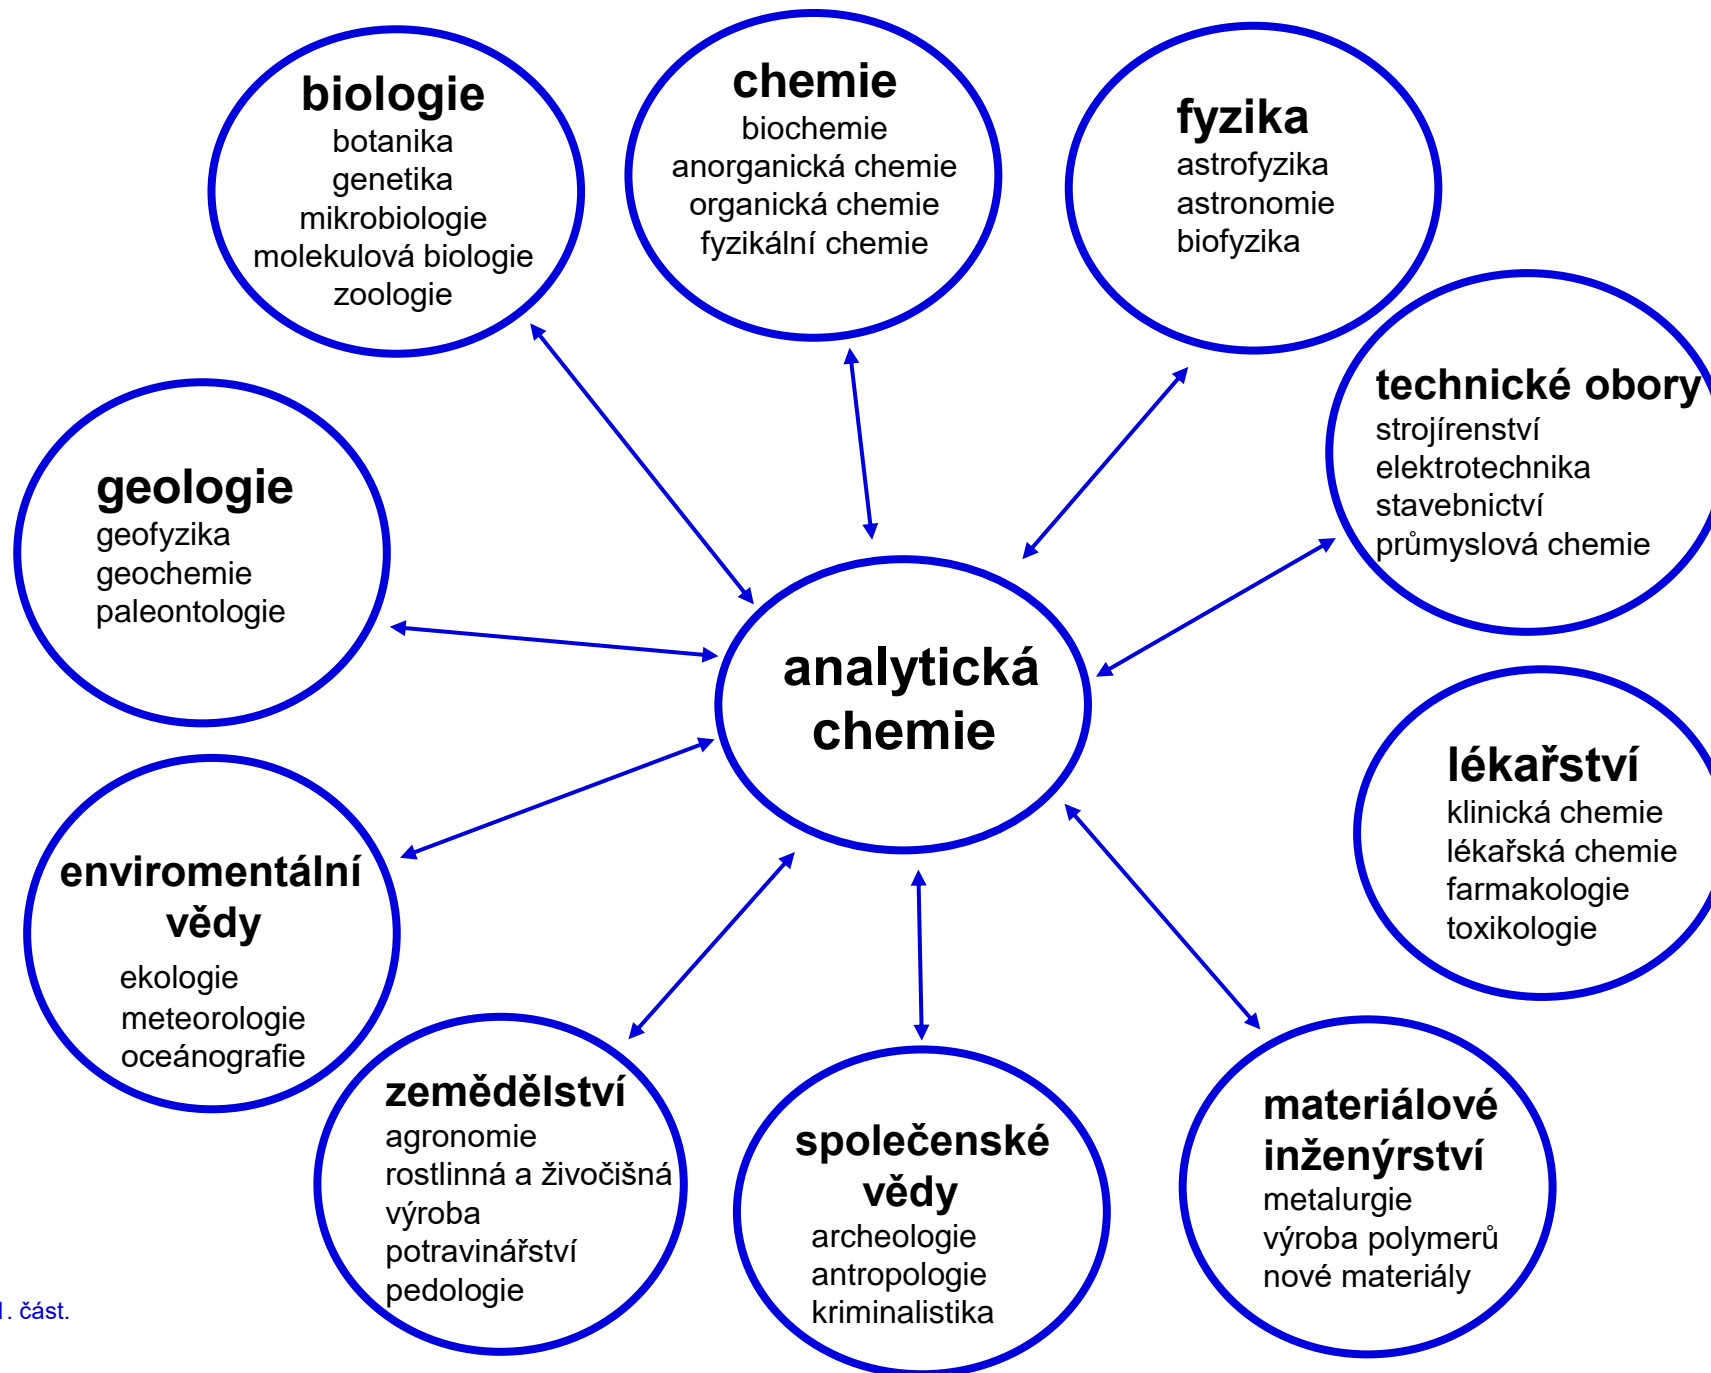 biologie
botanika
genetika
mikrobiologie
molekulová biologie
zoologie
chemie
biochemie
anorganická chemie
organická chemie
fyzikální chemie
fyzika
astrofyzika
astronomie
biofyzika
technické obory
strojírenství
elektrotechnika
stavebnictví
průmyslová chemie
geologie
geofyzika
geochemie
paleontologie
analytická
chemie
lékařství
klinická chemie
lékařská chemie
farmakologie
toxikologie
enviromentální
vědy
ekologie
meteorologie
oceánografie
zemědělství
agronomie
rostlinná a živočišná
výroba
potravinářství
pedologie
společenské
vědy
archeologie
antropologie
kriminalistika
materiálové
inženýrství
metalurgie
výroba polymerů
nové materiály
1. část.